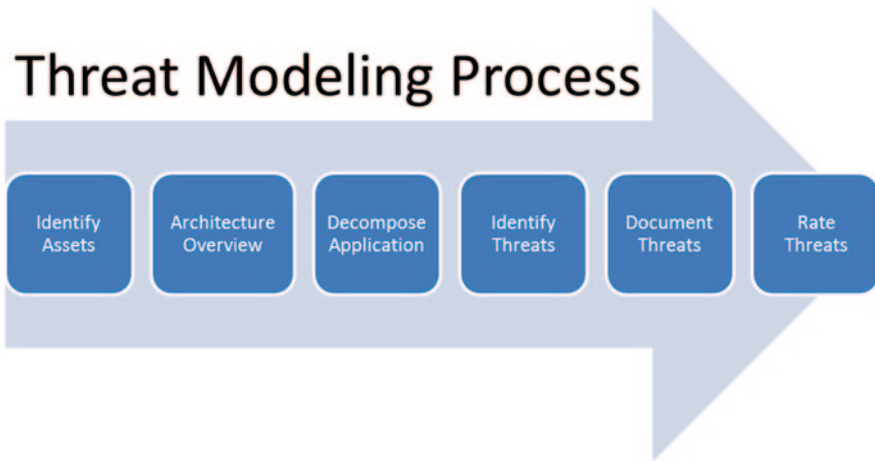 Threat Modeling Process
Identify
Assets
Architecture
Overview
Decompose
Application
Identify
Threats
Document
Threats
Rate
Threats